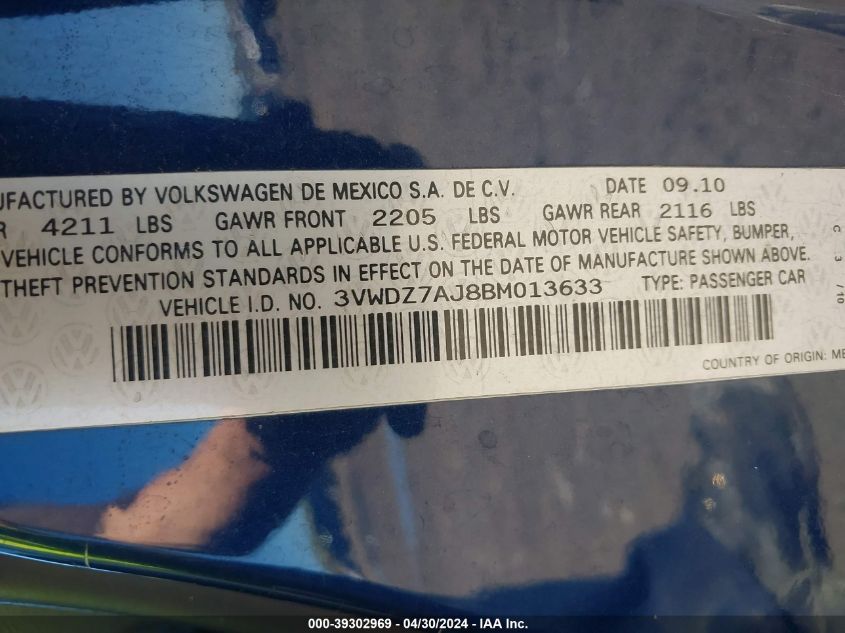 UFACTURED BY VOLKSWAGEN DE MEXICO S.A. DE C.V. DATE 09.10
R 4211 LBS GAWR FRONT 2205 LBS GAWR REAR 2116 LBS
VEHICLE CONFORMS TO ALL APPLICABLE U.S. FEDERAL MOTOR VEHICLE SAFETY, BUMPER,
THEFT PREVENTION STANDARDS IN EFFECT ON THE DATE OF MANUFACTURE SHOWN ABOVE.
VEHICLE I.D. NO. 3VWDZ7AJ8BM013633 TYPE: PASSENGER CAR
COUNTRY OF ORIGIN: ME
C 3 /10
000-39302969 - 04/30/2024 - IAA Inc.